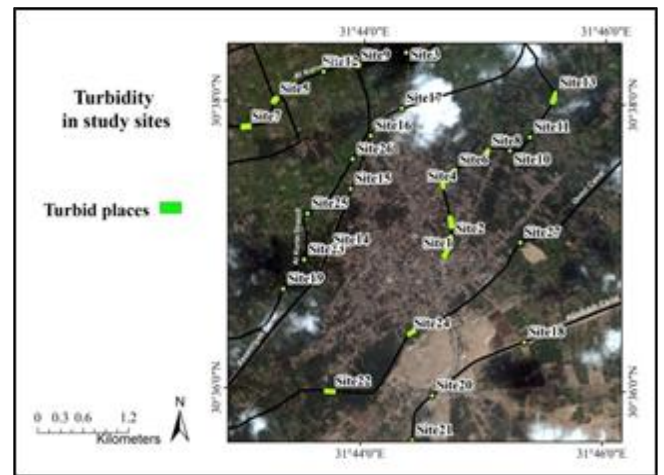 31°44'0"E 31°46'0"E
Turbidity
in study sites
Turbid places
30°38'0"N
30°38'0"N
Site9
Site3
Site12
Site5
Site13
Site7
Site17
Site16
Site11
Site8
Site26
Site6
Site10
Site4
Site15
Site25
Site2
Site27
Site14
Site1
Site23
Site19
Site24
Site18
Site22
Site20
Site21
30°36'0"N
30°36'0"N
N
0 0.3 0.6 1.2
Kilometers
31°44'0"E 31°46'0"E